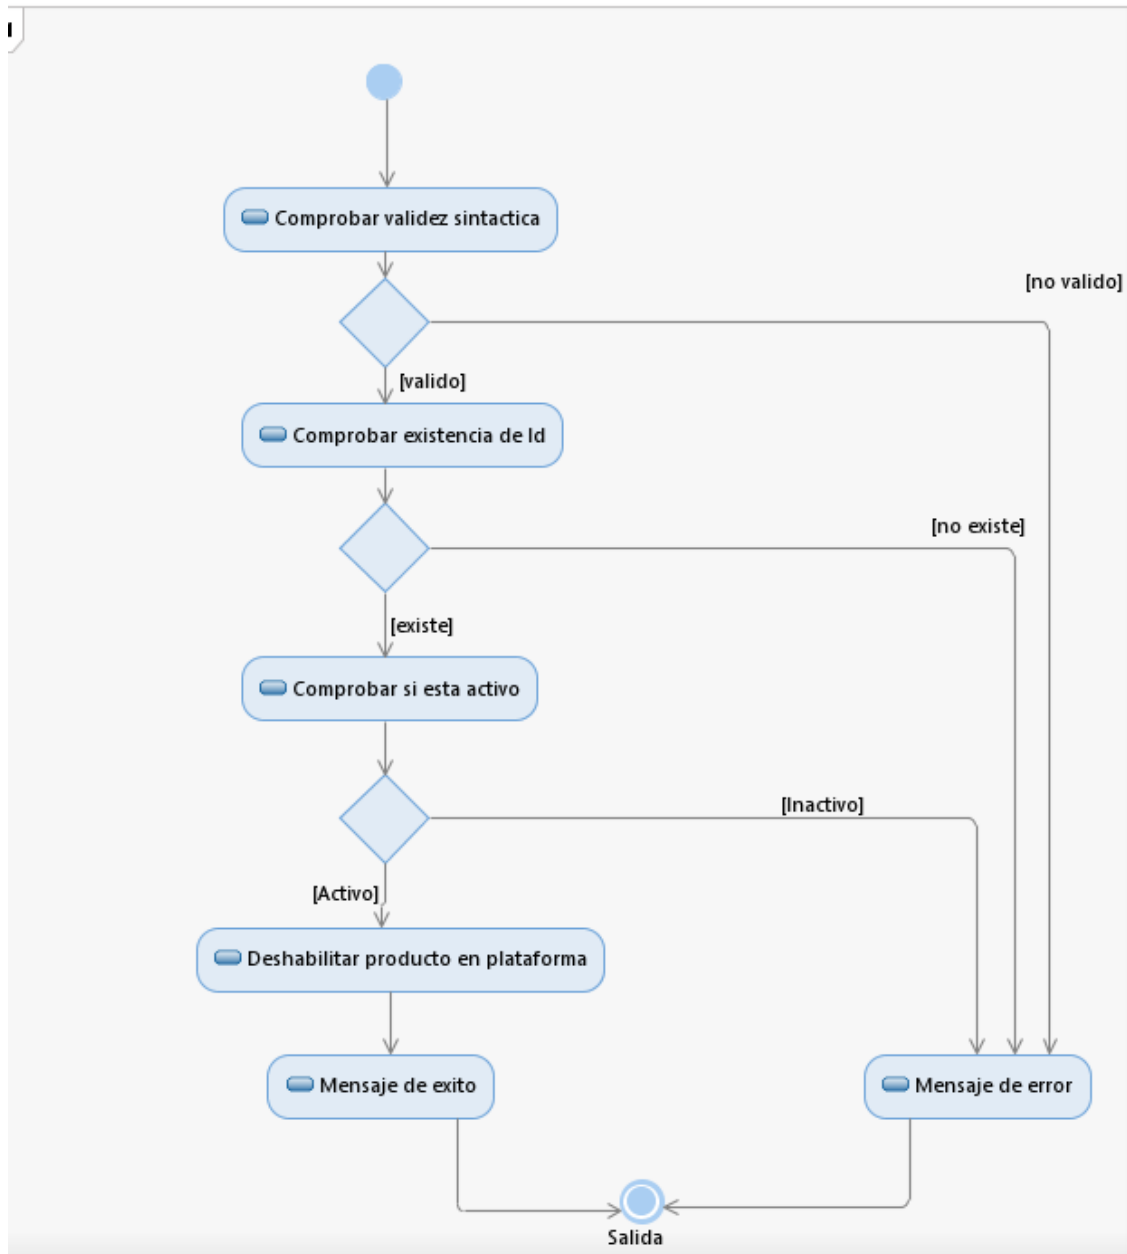 Comprobar validez sintactica
[no valido]
[valido]
Comprobar existencia de Id
[no existe]
[existe]
Comprobar si esta activo
[Inactivo]
[Activo]
Deshabilitar producto en plataforma
Mensaje de exito
Mensaje de error
Salida